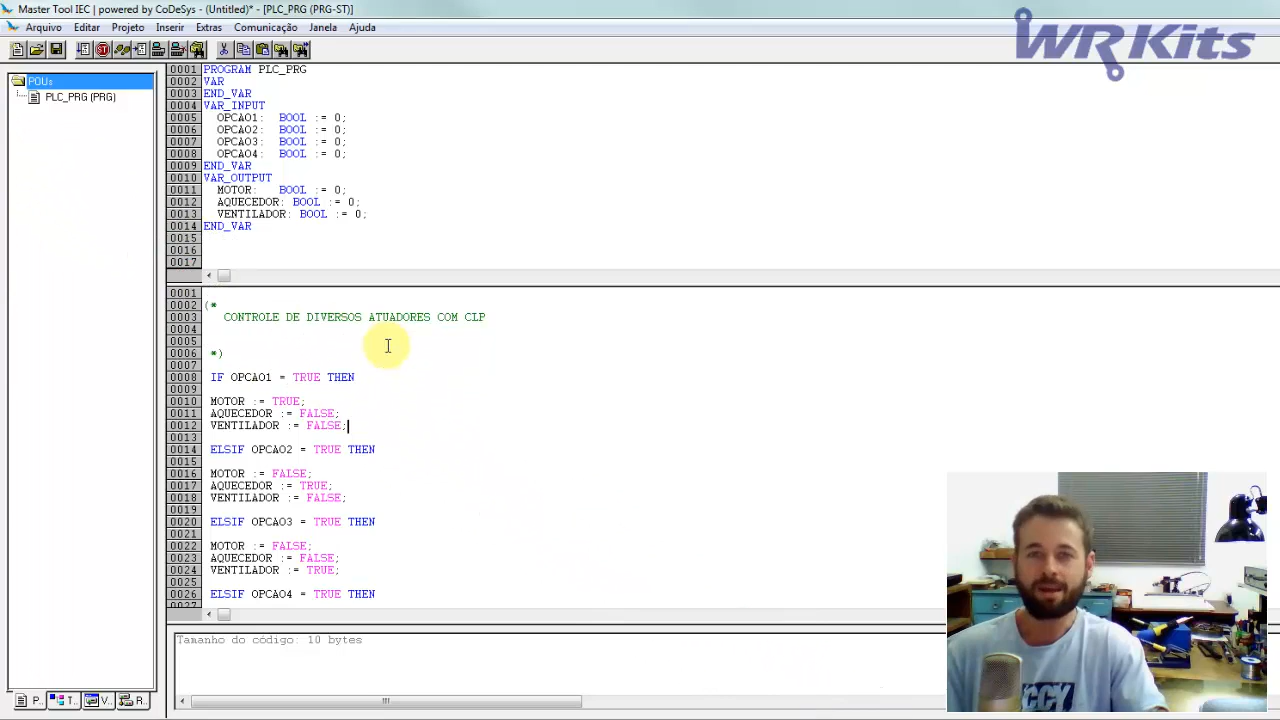 Master Tool IEC | powered by CoDeSys - (Untitled)* - [PLC_PRG (PRG-ST)]
Arquivo Editar Projeto Inserir Extras Comunicação Janela Ajuda
WR Kits
POUs
PLC_PRG (PRG)
0001 PROGRAM PLC_PRG
0002 VAR
0003 END_VAR
0004 VAR_INPUT
0005 OPCAO1: BOOL := 0;
0006 OPCAO2: BOOL := 0;
0007 OPCAO3: BOOL := 0;
0008 OPCAO4: BOOL := 0;
0009 END_VAR
0010 VAR_OUTPUT
0011 MOTOR: BOOL := 0;
0012 AQUECEDOR: BOOL := 0;
0013 VENTILADOR: BOOL := 0;
0014 END_VAR
0015
0016
0017
0001
0002 (*
0003 CONTROLE DE DIVERSOS ATUADORES COM CLP
0004
0005
0006 *)
0007
0008 IF OPCAO1 = TRUE THEN
0009
0010 MOTOR := TRUE;
0011 AQUECEDOR := FALSE;
0012 VENTILADOR := FALSE;
0013
0014 ELSIF OPCAO2 = TRUE THEN
0015
0016 MOTOR := FALSE;
0017 AQUECEDOR := TRUE;
0018 VENTILADOR := FALSE;
0019
0020 ELSIF OPCAO3 = TRUE THEN
0021
0022 MOTOR := FALSE;
0023 AQUECEDOR := FALSE;
0024 VENTILADOR := TRUE;
0025
0026 ELSIF OPCAO4 = TRUE THEN
0027
Tamanho do código: 10 bytes
P.. T.. V.. R..